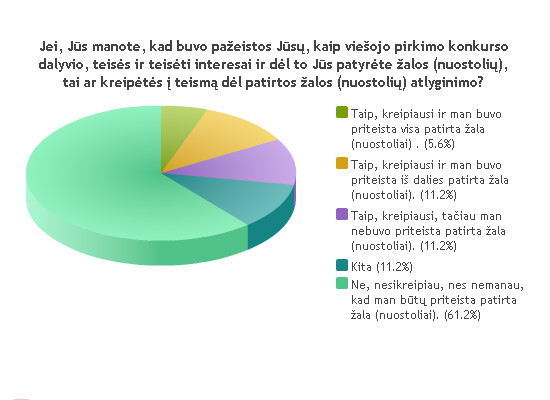 Jei, Jūs manote, kad buvo pažeistos Jūsų, kaip viešojo pirkimo konkurso
dalyvio, teisės ir teisėti interesai ir dėl to Jūs patyrėte žalos (nuostolių),
tai ar kreipėtės į teismą dėl patirtos žalos (nuostolių) atlyginimo?
Taip, kreipiausi ir man buvo
priteista visa patirta žala
(nuostoliai) . (5.6%)
Taip, kreipiausi ir man buvo
priteista iš dalies patirta žala
(nuostoliai). (11.2%)
Taip, kreipiausi, tačiau man
nebuvo priteista patirta žala
(nuostoliai). (11.2%)
Kita (11.2%)
Ne, nesikreipiau, nes nemanau,
kad man būtų priteista patirta
žala (nuostoliai). (61.2%)